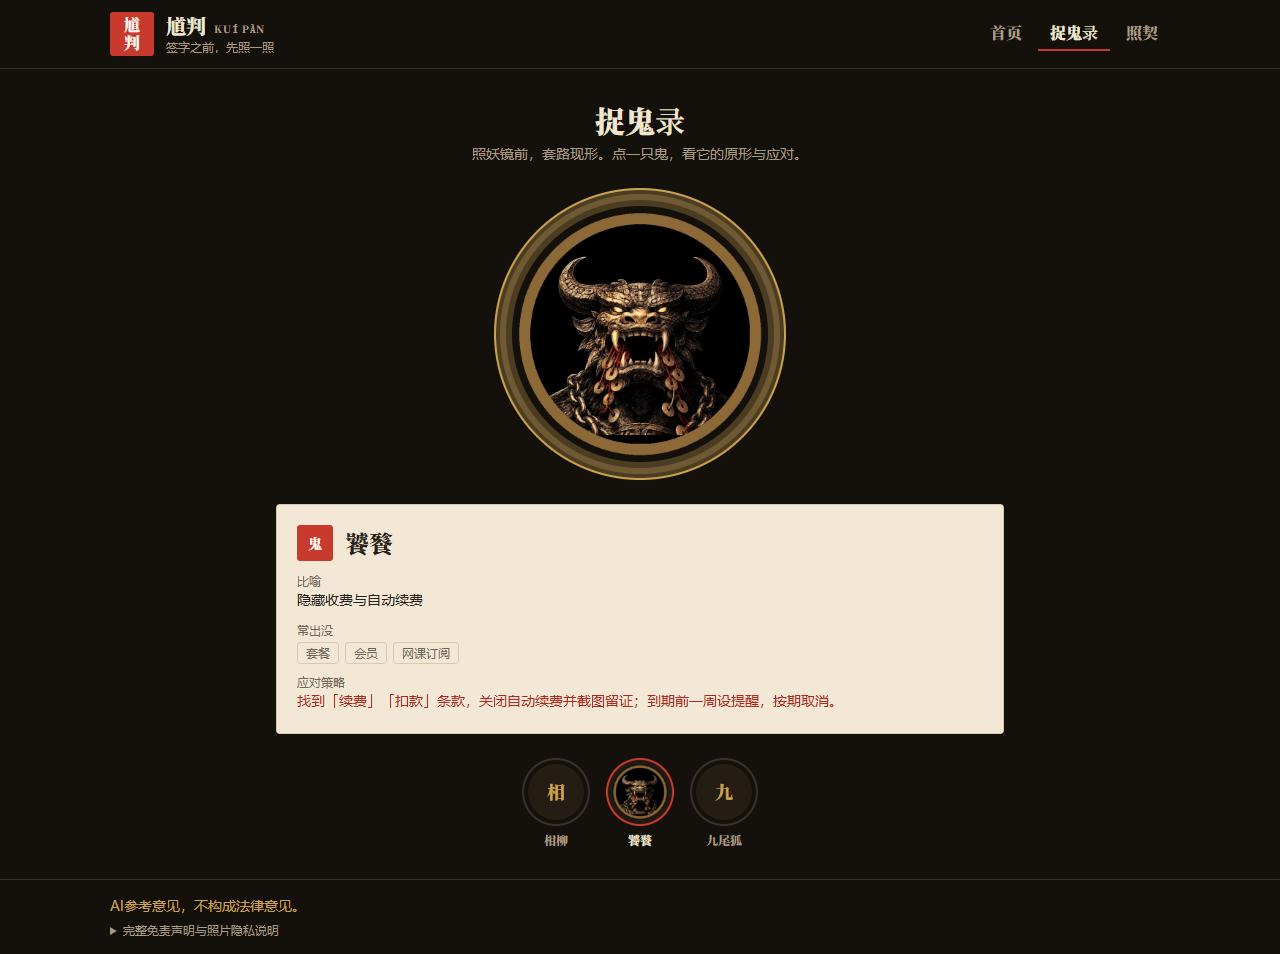 馗
判
馗判 KUÍ PÀN
签字之前，先照一照
首页 捉鬼录 照契
捉鬼录
照妖镜前，套路现形。点一只鬼，看它的原形与应对。
鬼 饕餮
比喻
隐藏收费与自动续费
常出没
套餐 会员 网课订阅
应对策略
找到「续费」「扣款」条款，关闭自动续费并截图留证；到期前一周设提醒，按期取消。
相 九
相柳 饕餮 九尾狐
AI参考意见，不构成法律意见。
完整免责声明与照片隐私说明